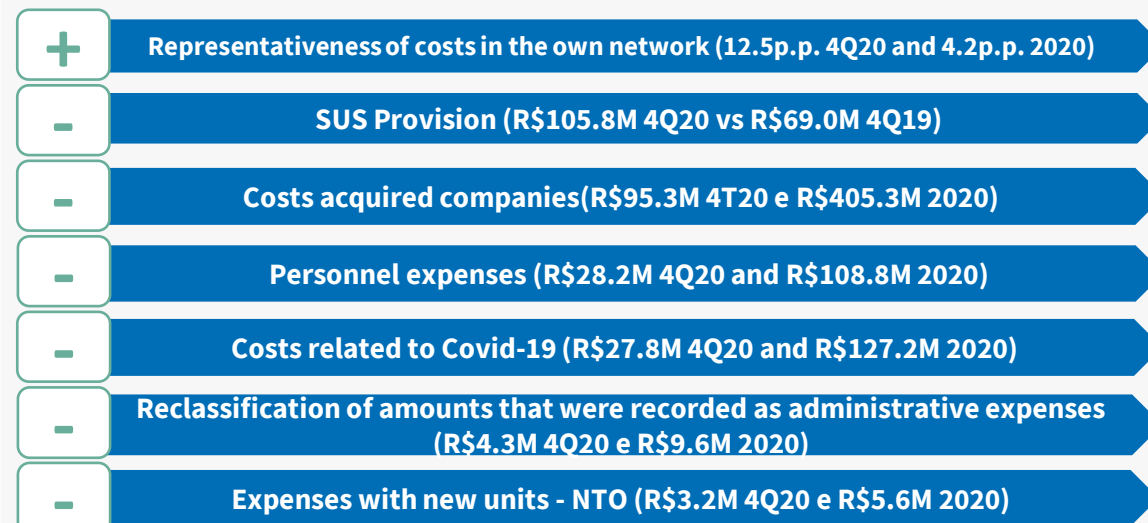 +
Representativeness of costs in the own network (12.5p.p. 4Q20 and 4.2p.p. 2020)
-
SUS Provision (R$105.8M 4Q20 vs R$69.0M 4Q19)
-
Costs acquired companies(R$95.3M 4T20 e R$405.3M 2020)
-
Personnel expenses (R$28.2M 4Q20 and R$108.8M 2020)
-
Costs related to Covid-19 (R$27.8M 4Q20 and R$127.2M 2020)
-
Reclassification of amounts that were recorded as administrative expenses
(R$4.3M 4Q20 e R$9.6M 2020)
-
Expenses with new units - NTO (R$3.2M 4Q20 e R$5.6M 2020)